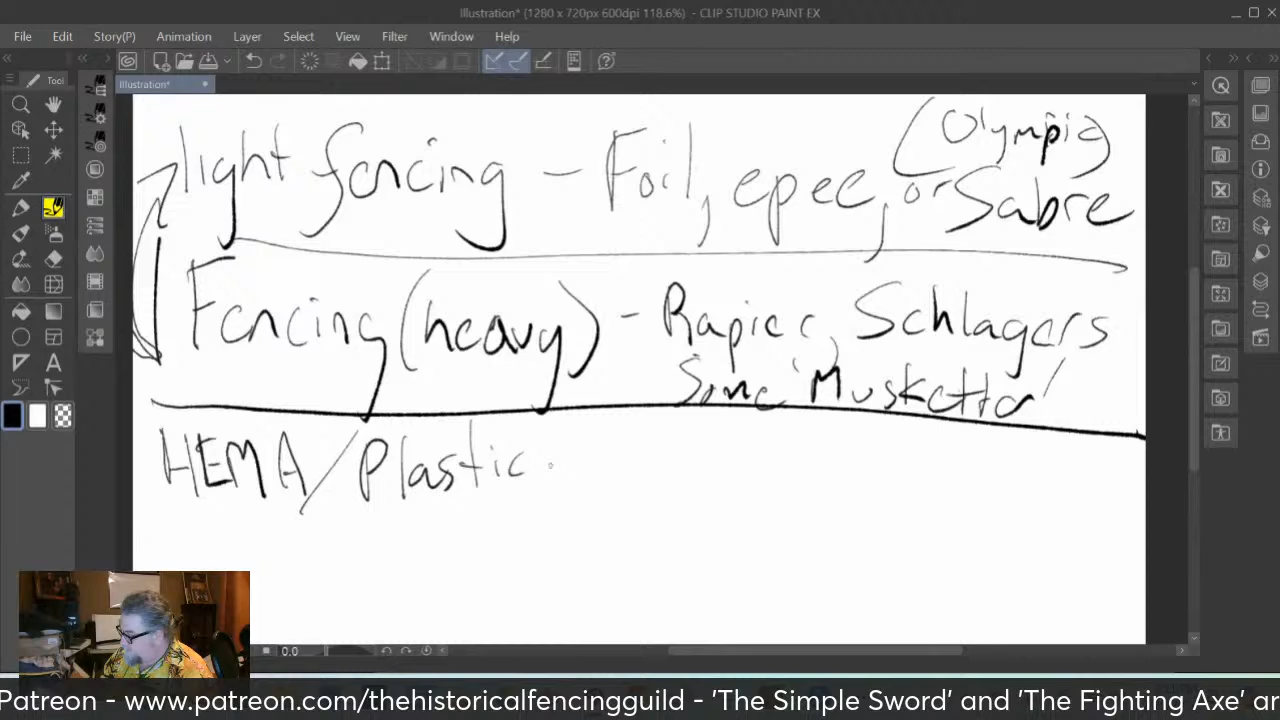 Illustration* (1280 x 720px 600dpi 118.6%) - CLIP STUDIO PAINT EX
File Edit Story(P) Animation Layer Select View Filter Window Help
Tool
Illustration*
(Olympic)
light fencing - Foil, epee, or Sabre
Fencing (heavy) - Rapier, Schlagers
Some 'Musketta'
HEMA/Plastic
0.0
Patreon - www.patreon.com/thehistoricalfencingguild - 'The Simple Sword' and 'The Fighting Axe' ar